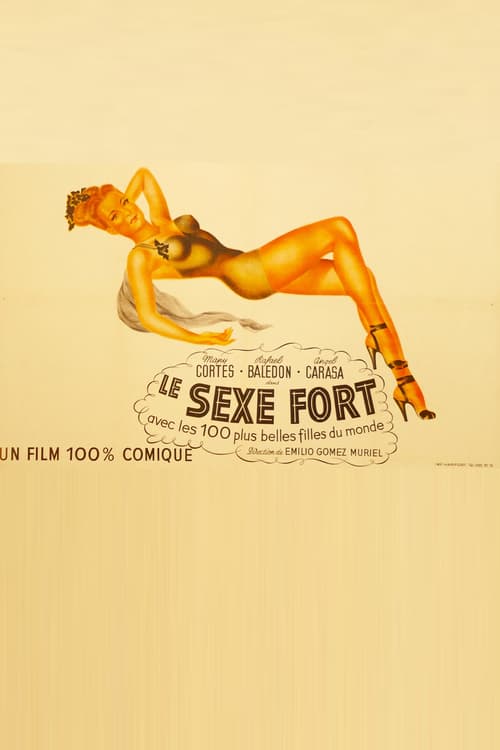 Mapy Rafael Angel
CORTES · BALEDON · CARASA
dans
LE SEXE FORT
avec les 100 plus belles filles du monde
UN FILM 100% COMIQUE
Direction de EMILIO GOMEZ MURIEL